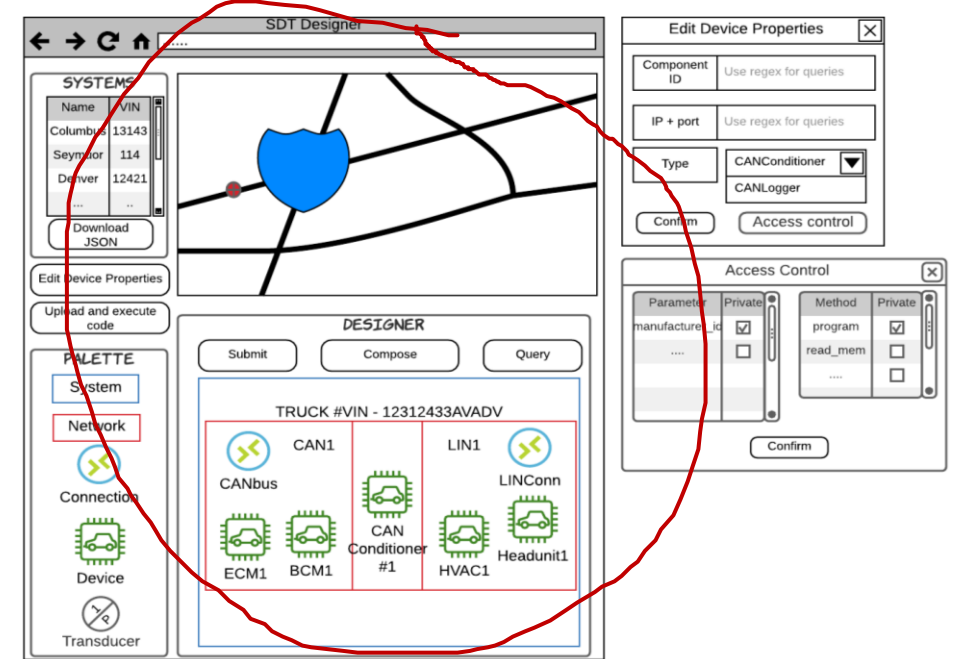 SDT Designer
.....
SYSTEMS
Name VIN
Columbus 13143
Seymuor 114
Denver 12421
... ..
Download
JSON
Edit Device Properties
Upload and execute
code
PALETTE
System
Network
Connection
Device
Transducer
DESIGNER
Submit Compose Query
TRUCK #VIN - 12312433AVADV
CAN1 LIN1
CANbus LINConn
CAN
Conditioner
#1
ECM1 BCM1 HVAC1 Headunit1
Edit Device Properties
Component
ID
Use regex for queries
IP + port Use regex for queries
Type CANConditioner
CANLogger
Confirm Access control
Access Control
Parameter Private
manufacturer_id
....
Method Private
program
read_mem
....
Confirm